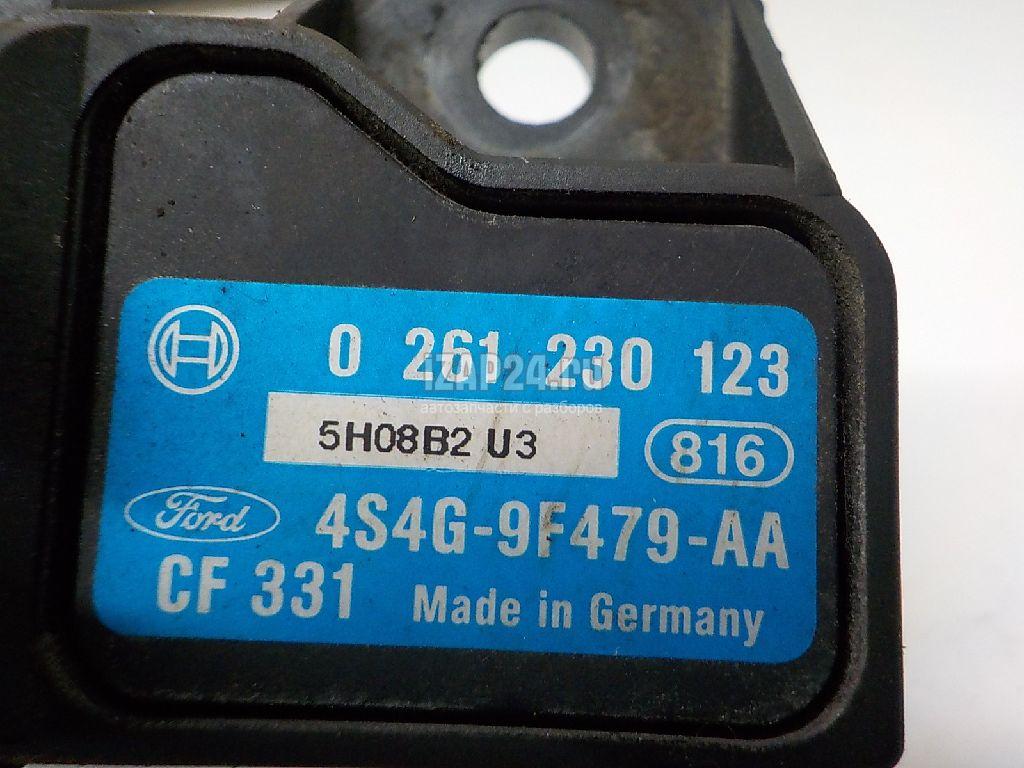 0 261 230 123
iZAP24.ru
автозапчасти с разборов
5H08B2 U3
816
Ford 4S4G-9F479-AA
CF 331 Made in Germany